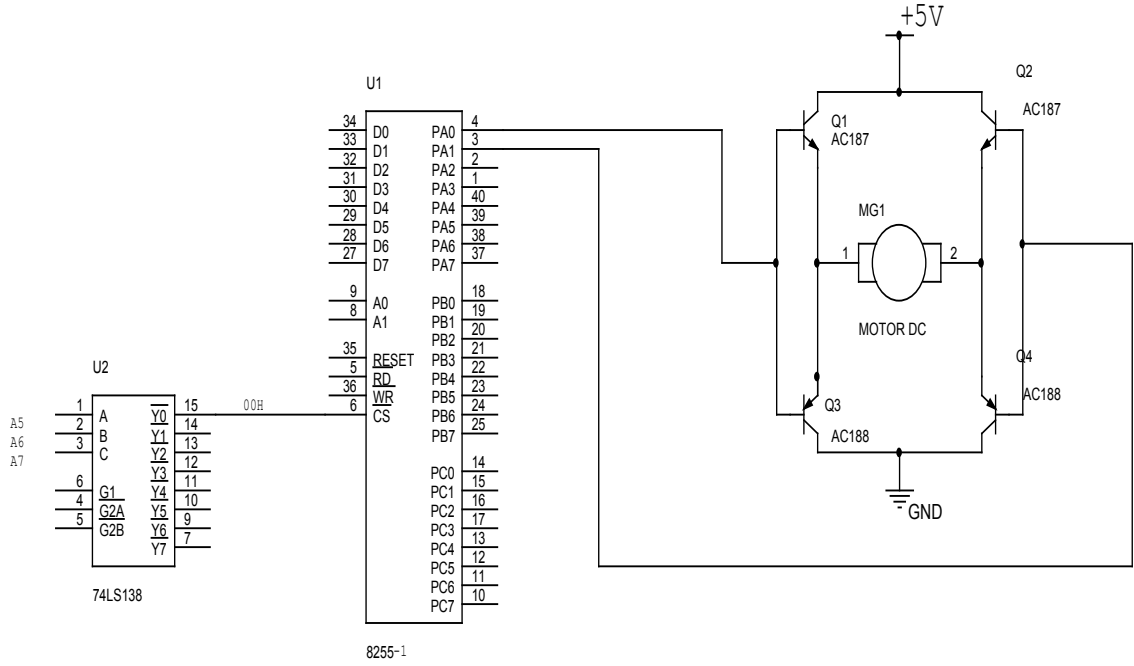 +5V
Q2
AC187
U1
34 D0 PA0 4
33 D1 PA1 3
32 D2 PA2 2
31 D3 PA3 1
30 D4 PA4 40
29 D5 PA5 39
28 D6 PA6 38
27 D7 PA7 37
9 A0 PB0 18
8 A1 PB1 19
PB2 20
35 RESET PB3 21
5 RD PB4 22
36 WR PB5 23
6 CS PB6 24
PB7 25
PC0 14
PC1 15
PC2 16
PC3 17
PC4 13
PC5 12
PC6 11
PC7 10
8255-1
Q1
AC187
MG1
1 2
MOTOR DC
Q4
AC188
Q3
AC188
GND
U2
A5 1 A Y0 15 00H
A6 2 B Y1 14
A7 3 C Y2 13
Y3 12
6 G1 Y4 11
4 G2A Y5 10
5 G2B Y6 9
Y7 7
74LS138